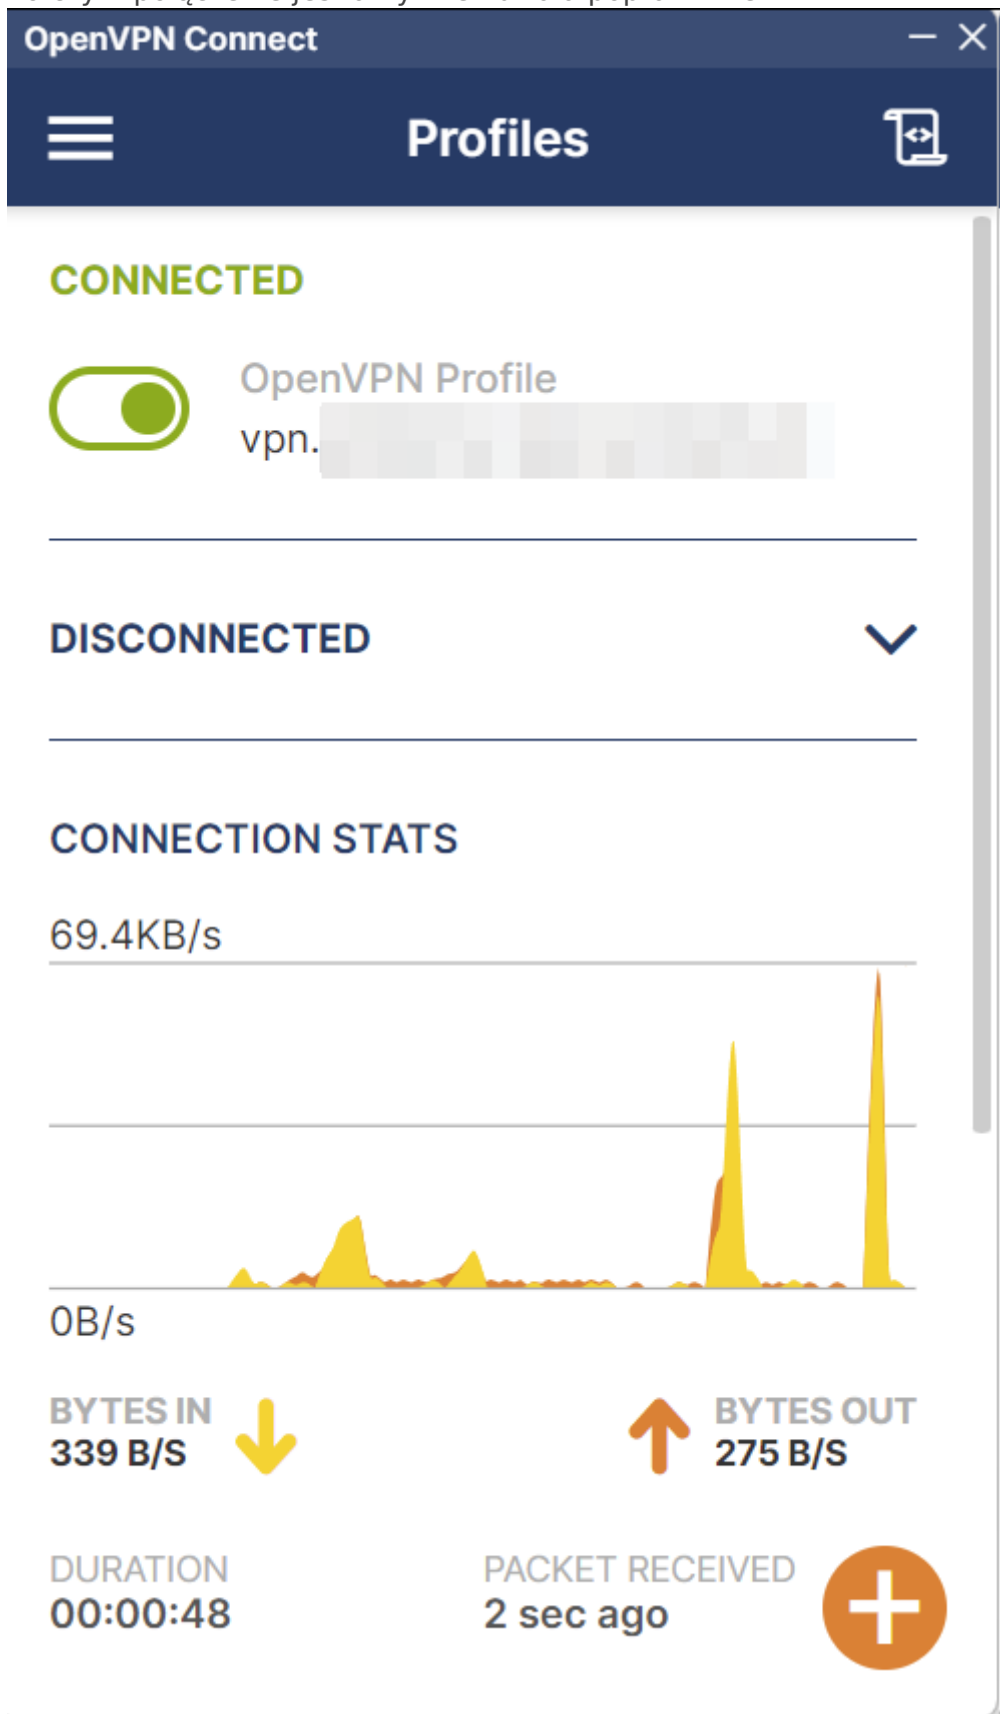 OpenVPN Connect
Profiles
CONNECTED
OpenVPN Profile
vpn.
DISCONNECTED
CONNECTION STATS
69.4KB/s
0B/s
BYTES IN
339 B/S
BYTES OUT
275 B/S
DURATION
00:00:48
PACKET RECEIVED
2 sec ago